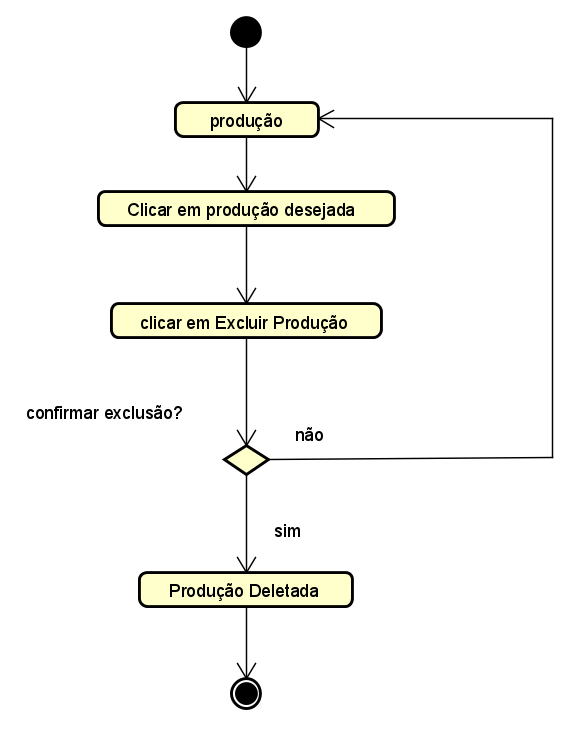 produção
Clicar em produção desejada
clicar em Excluir Produção
confirmar exclusão?
não
sim
Produção Deletada